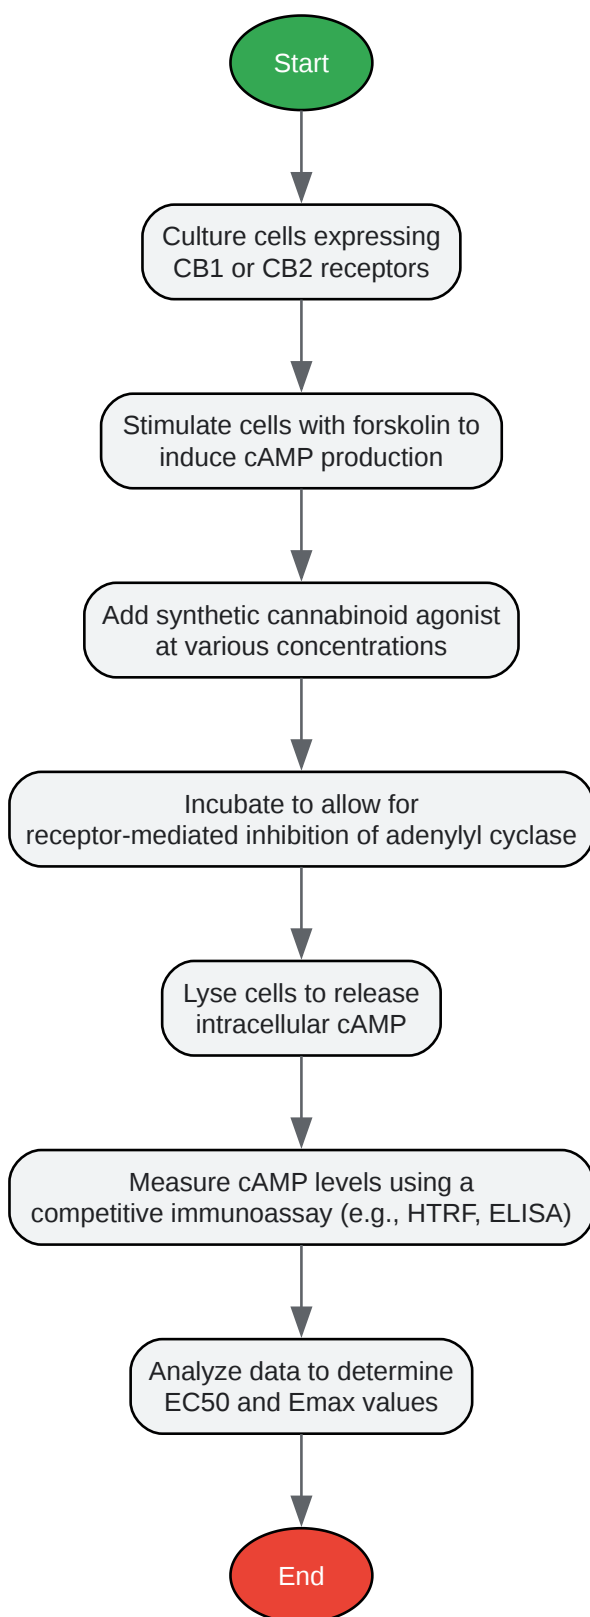 Start
Culture cells expressing
CB1 or CB2 receptors
Stimulate cells with forskolin to
induce cAMP production
Add synthetic cannabinoid agonist
at various concentrations
Incubate to allow for
receptor-mediated inhibition of adenylyl cyclase
Lyse cells to release
intracellular cAMP
Measure cAMP levels using a
competitive immunoassay (e.g., HTRF, ELISA)
Analyze data to determine
EC50 and Emax values
End